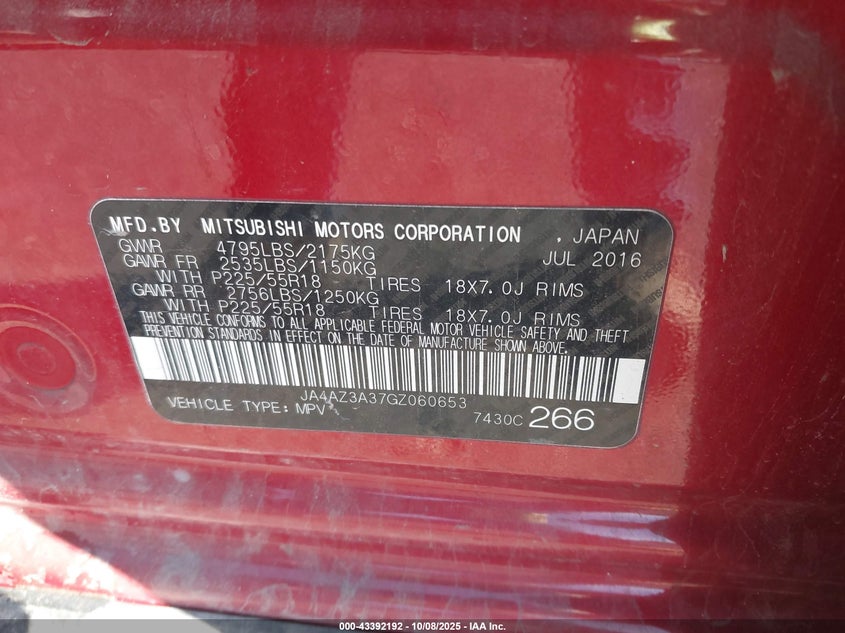 MFD.BY MITSUBISHI MOTORS CORPORATION , JAPAN
GVWR 4795LBS/2175KG JUL 2016
GAWR FR 2535LBS/1150KG
WITH P225/55R18 TIRES 18X7.0J RIMS
GAWR RR 2756LBS/1250KG
WITH P225/55R18 TIRES 18X7.0J RIMS
THIS VEHICLE CONFORMS TO ALL APPLICABLE FEDERAL MOTOR VEHICLE SAFETY AND THEFT
PREVENTION STANDARDS IN EFFECT ON THE DATE OF MANUFACTURE SHOWN ABOVE.
JA4AZ3A37GZ060653
VEHICLE TYPE: MPV 7430C 266
000-43392192 - 10/08/2025 - IAA Inc.